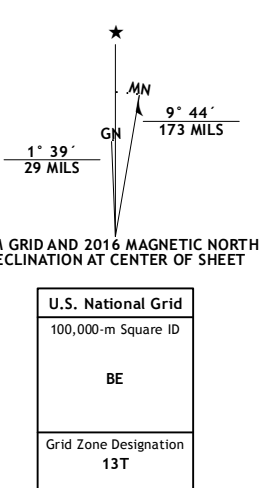 ★
MN
9° 44´
173 MILS
GN
1° 39´
29 MILS
GRID AND 2016 MAGNETIC NORTH
DECLINATION AT CENTER OF SHEET
U.S. National Grid
100,000-m Square ID
BE
Grid Zone Designation
13T